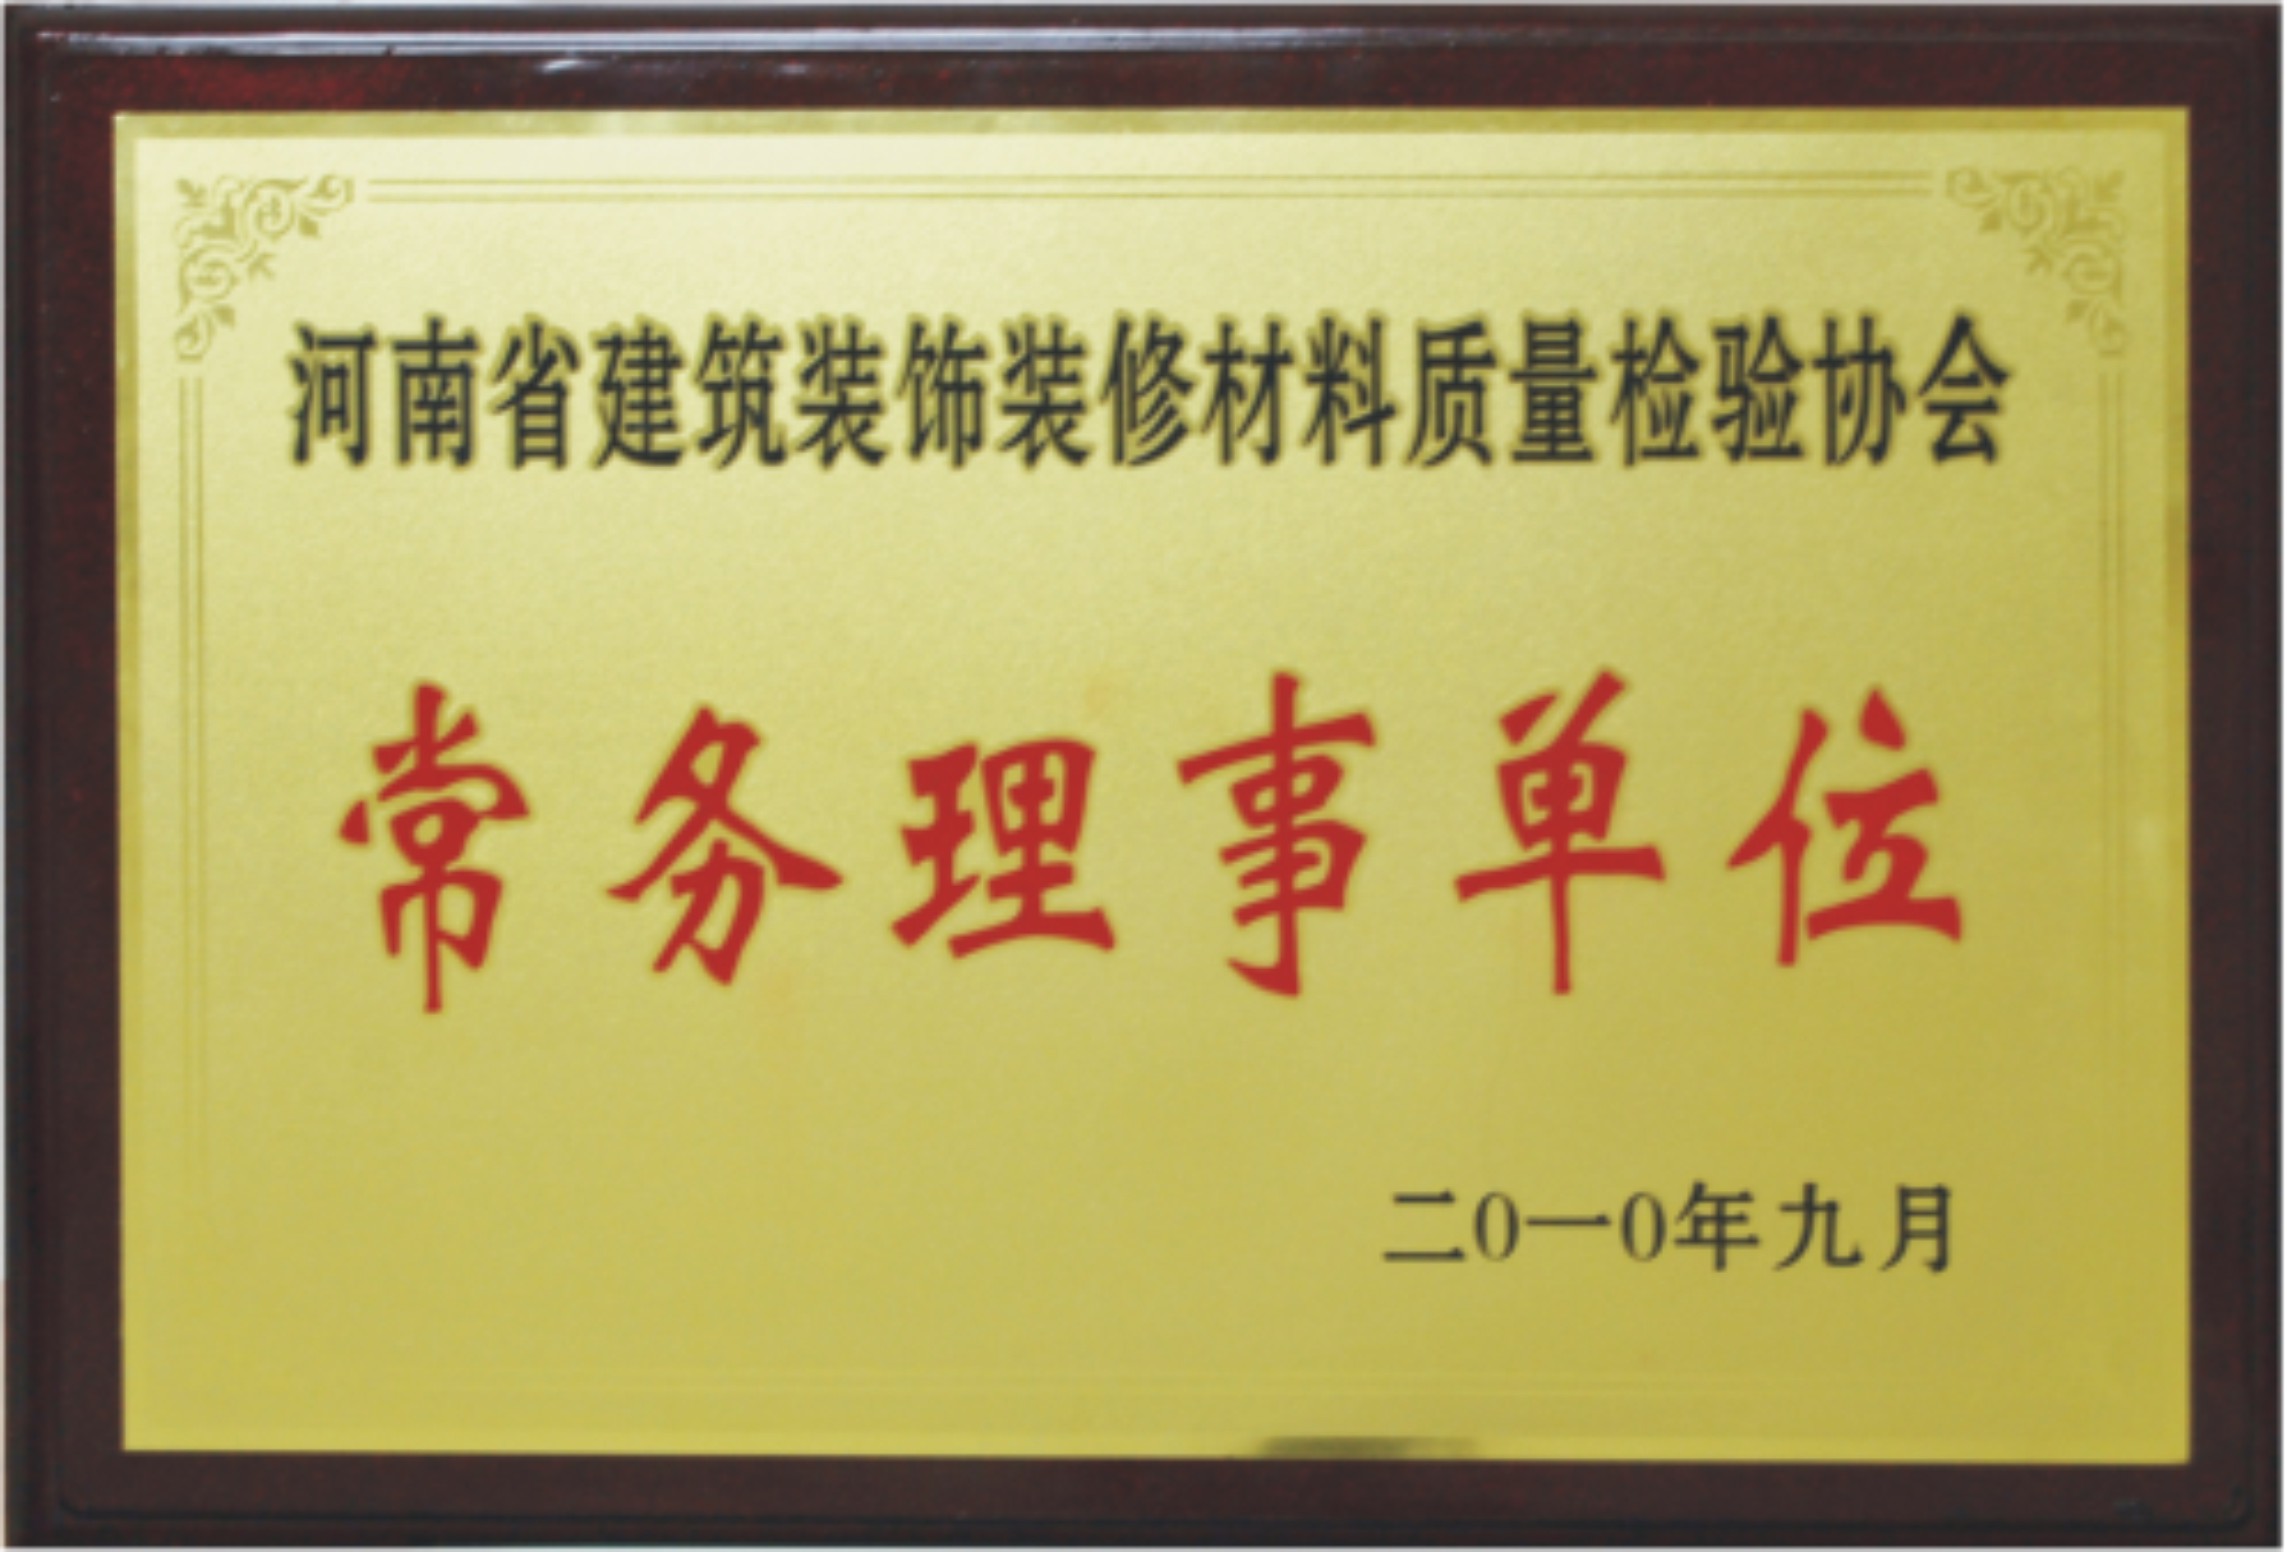 河南省建筑装饰装修材料质量检验协会
常务理事单位
二0一0年九月